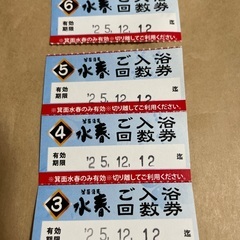 6 水春 ご入浴
回数券
有効期限 '25.12.12 迄
※箕面水春のみ有効※切り離してご利用ください。
5 水春 ご入浴
回数券
有効期限 '25.12.12 迄
※箕面水春のみ有効※切り離してご利用ください。
4 水春 ご入浴
回数券
有効期限 '25.12.12 迄
※箕面水春のみ有効※切り離してご利用ください。
3 水春 ご入浴
回数券
有効期限 '25.12.12 迄